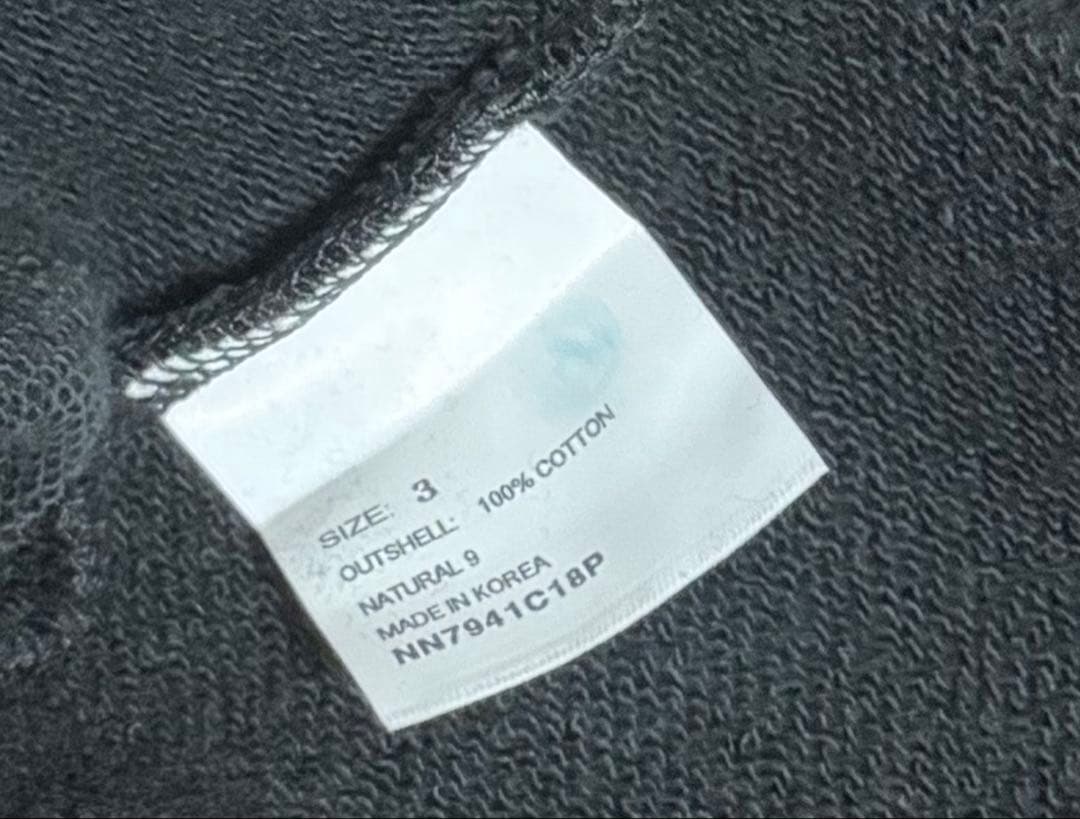 SIZE: 3
OUTSHELL: 100% COTTON
NATURAL 9
MADE IN KOREA
NN7941C18P